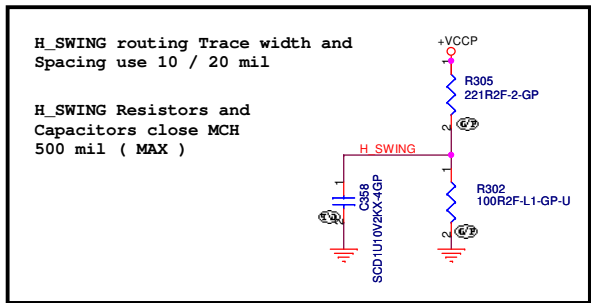 H_SWING routing Trace width and
Spacing use 10 / 20 mil
H_SWING Resistors and
Capacitors close MCH
500 mil ( MAX )
+VCCP
1
R305
221R2F-2-GP
2
G/P
H_SWING
1
C358
SCD1U10V2KX-4GP
1
R302
100R2F-L1-GP-U
2
G/P